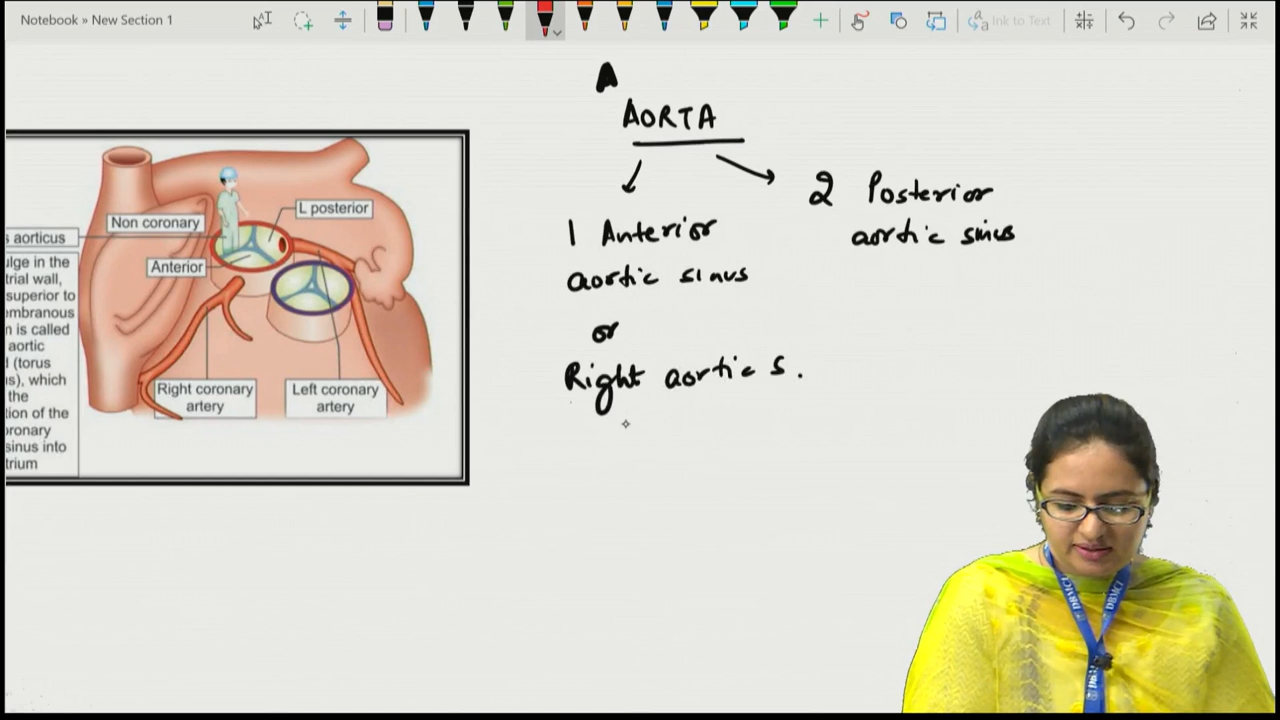 Notebook » New Section 1
Ink to Text
A
AORTA
1 Anterior
aortic sinus
or
Right aortic S.
2 Posterior
aortic sinus
Non coronary
L posterior
s aorticus
Anterior
ulge in the
trial wall,
superior to
embranous
n is called
aortic
l (torus
s), which
the
tion of the
oronary
sinus into
trium
Right coronary
artery
Left coronary
artery
DBMCI